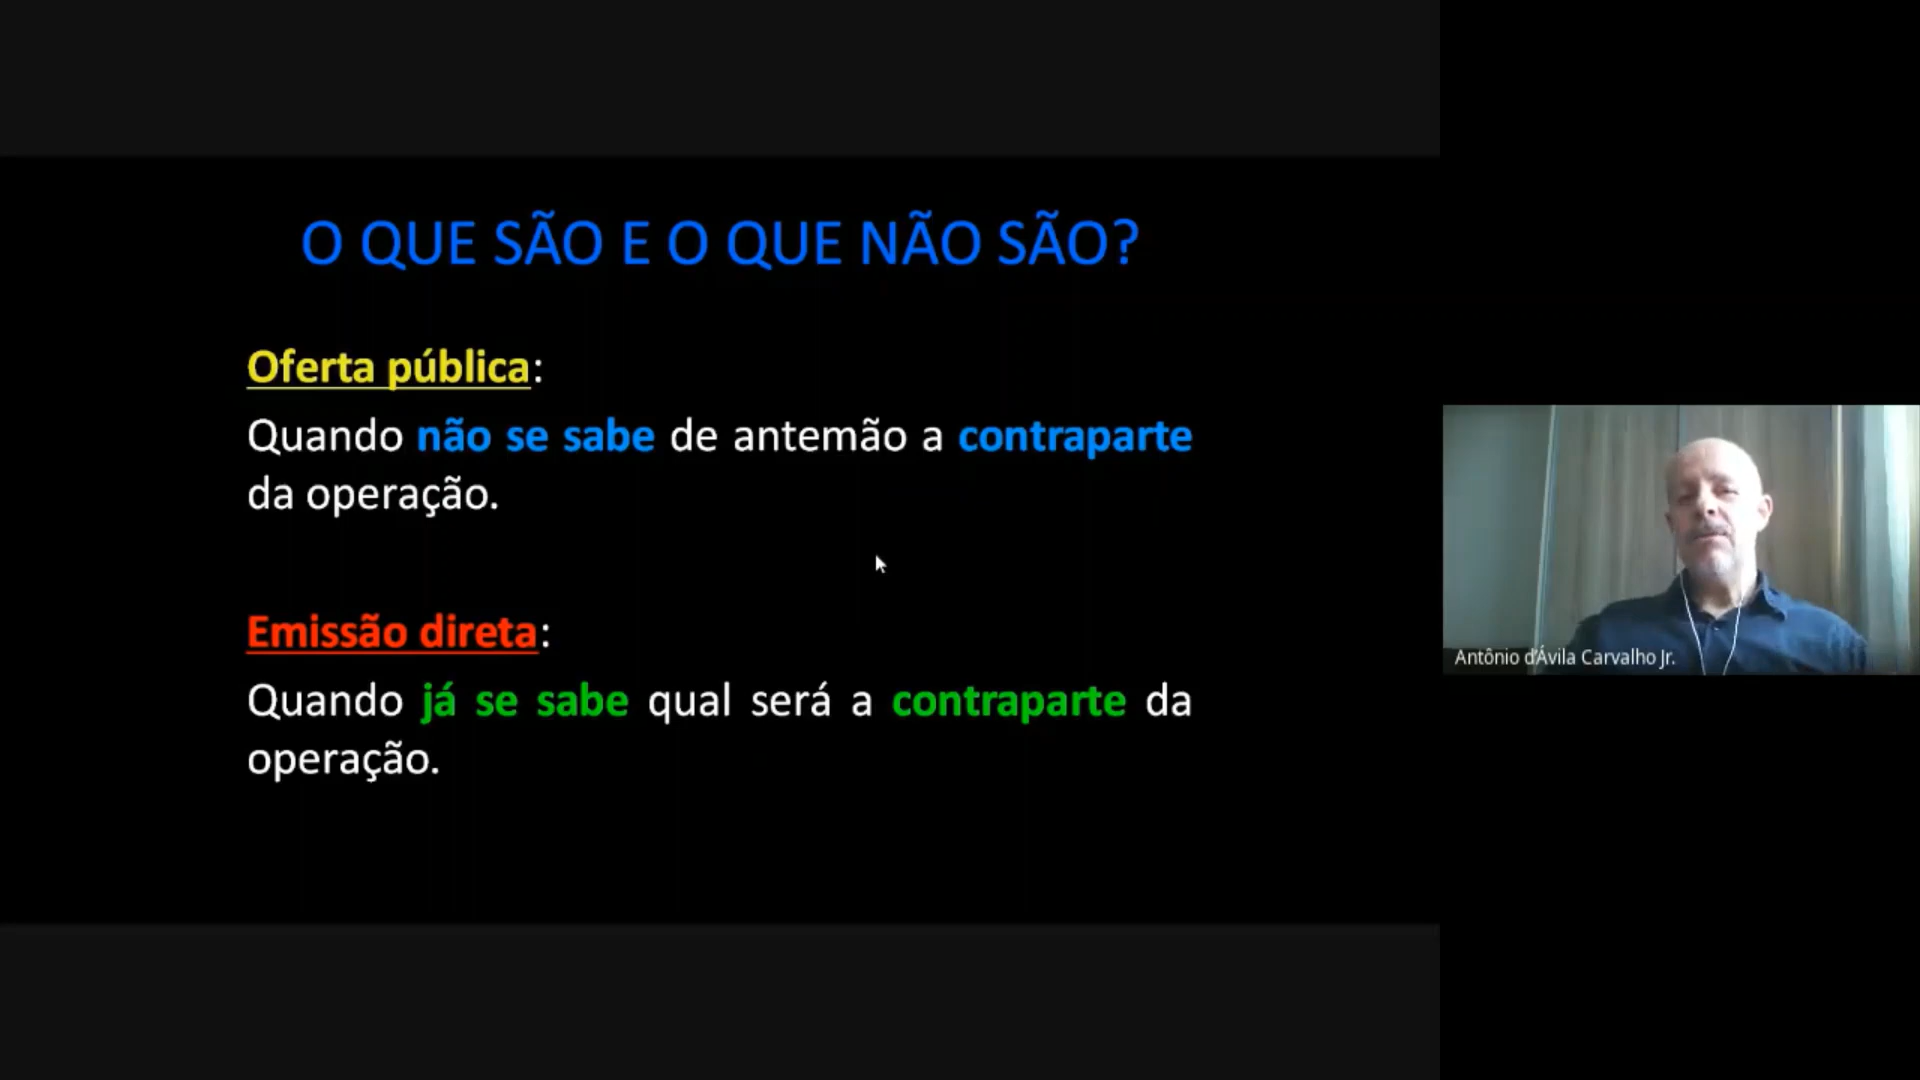 O QUE SÃO E O QUE NÃO SÃO?
Oferta pública:
Quando não se sabe de antemão a contraparte
da operação.
Emissão direta:
Quando já se sabe qual será a contraparte da
operação.
Antônio d'Ávila Carvalho Jr.